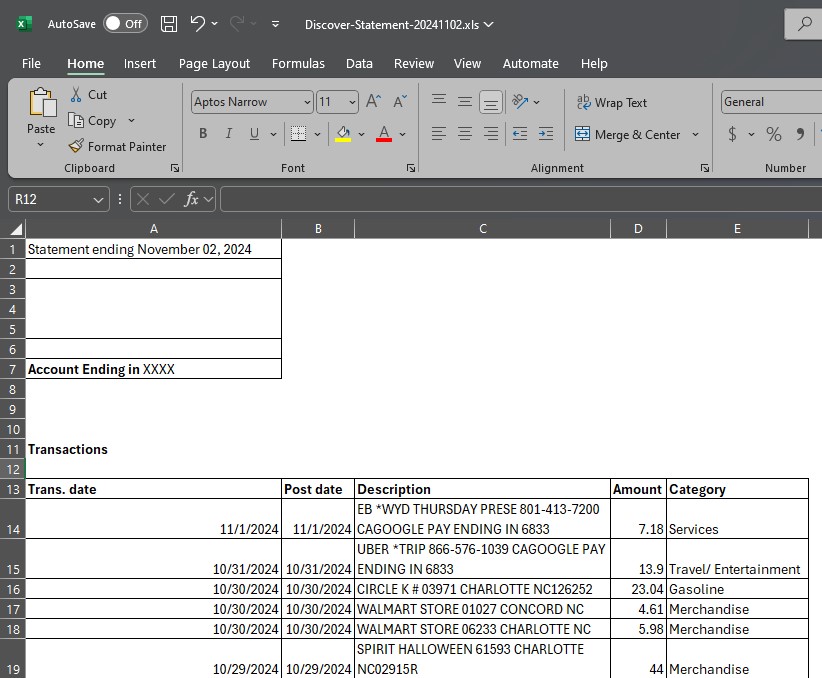 AutoSave Off Discover-Statement-20241102.xls
File Home Insert Page Layout Formulas Data Review View Automate Help
Paste
Cut
Copy
Format Painter
Clipboard
Aptos Narrow 11 A A
B I U A
Font
Wrap Text
Merge & Center
Alignment
General
$ % ,
Number
R12 fx
A B C D E
1 Statement ending November 02, 2024
2
3
4
5
6
7 Account Ending in XXXX
8
9
10
11 Transactions
12
13 Trans. date Post date Description Amount Category
EB *WYD THURSDAY PRESE 801-413-7200
14 11/1/2024 11/1/2024 CAGOOGLE PAY ENDING IN 6833 7.18 Services
UBER *TRIP 866-576-1039 CAGOOGLE PAY
15 10/31/2024 10/31/2024 ENDING IN 6833 13.9 Travel/ Entertainment
16 10/30/2024 10/30/2024 CIRCLE K # 03971 CHARLOTTE NC126252 23.04 Gasoline
17 10/30/2024 10/30/2024 WALMART STORE 01027 CONCORD NC 4.61 Merchandise
18 10/30/2024 10/30/2024 WALMART STORE 06233 CHARLOTTE NC 5.98 Merchandise
SPIRIT HALLOWEEN 61593 CHARLOTTE
19 10/29/2024 10/29/2024 NC02915R 44 Merchandise